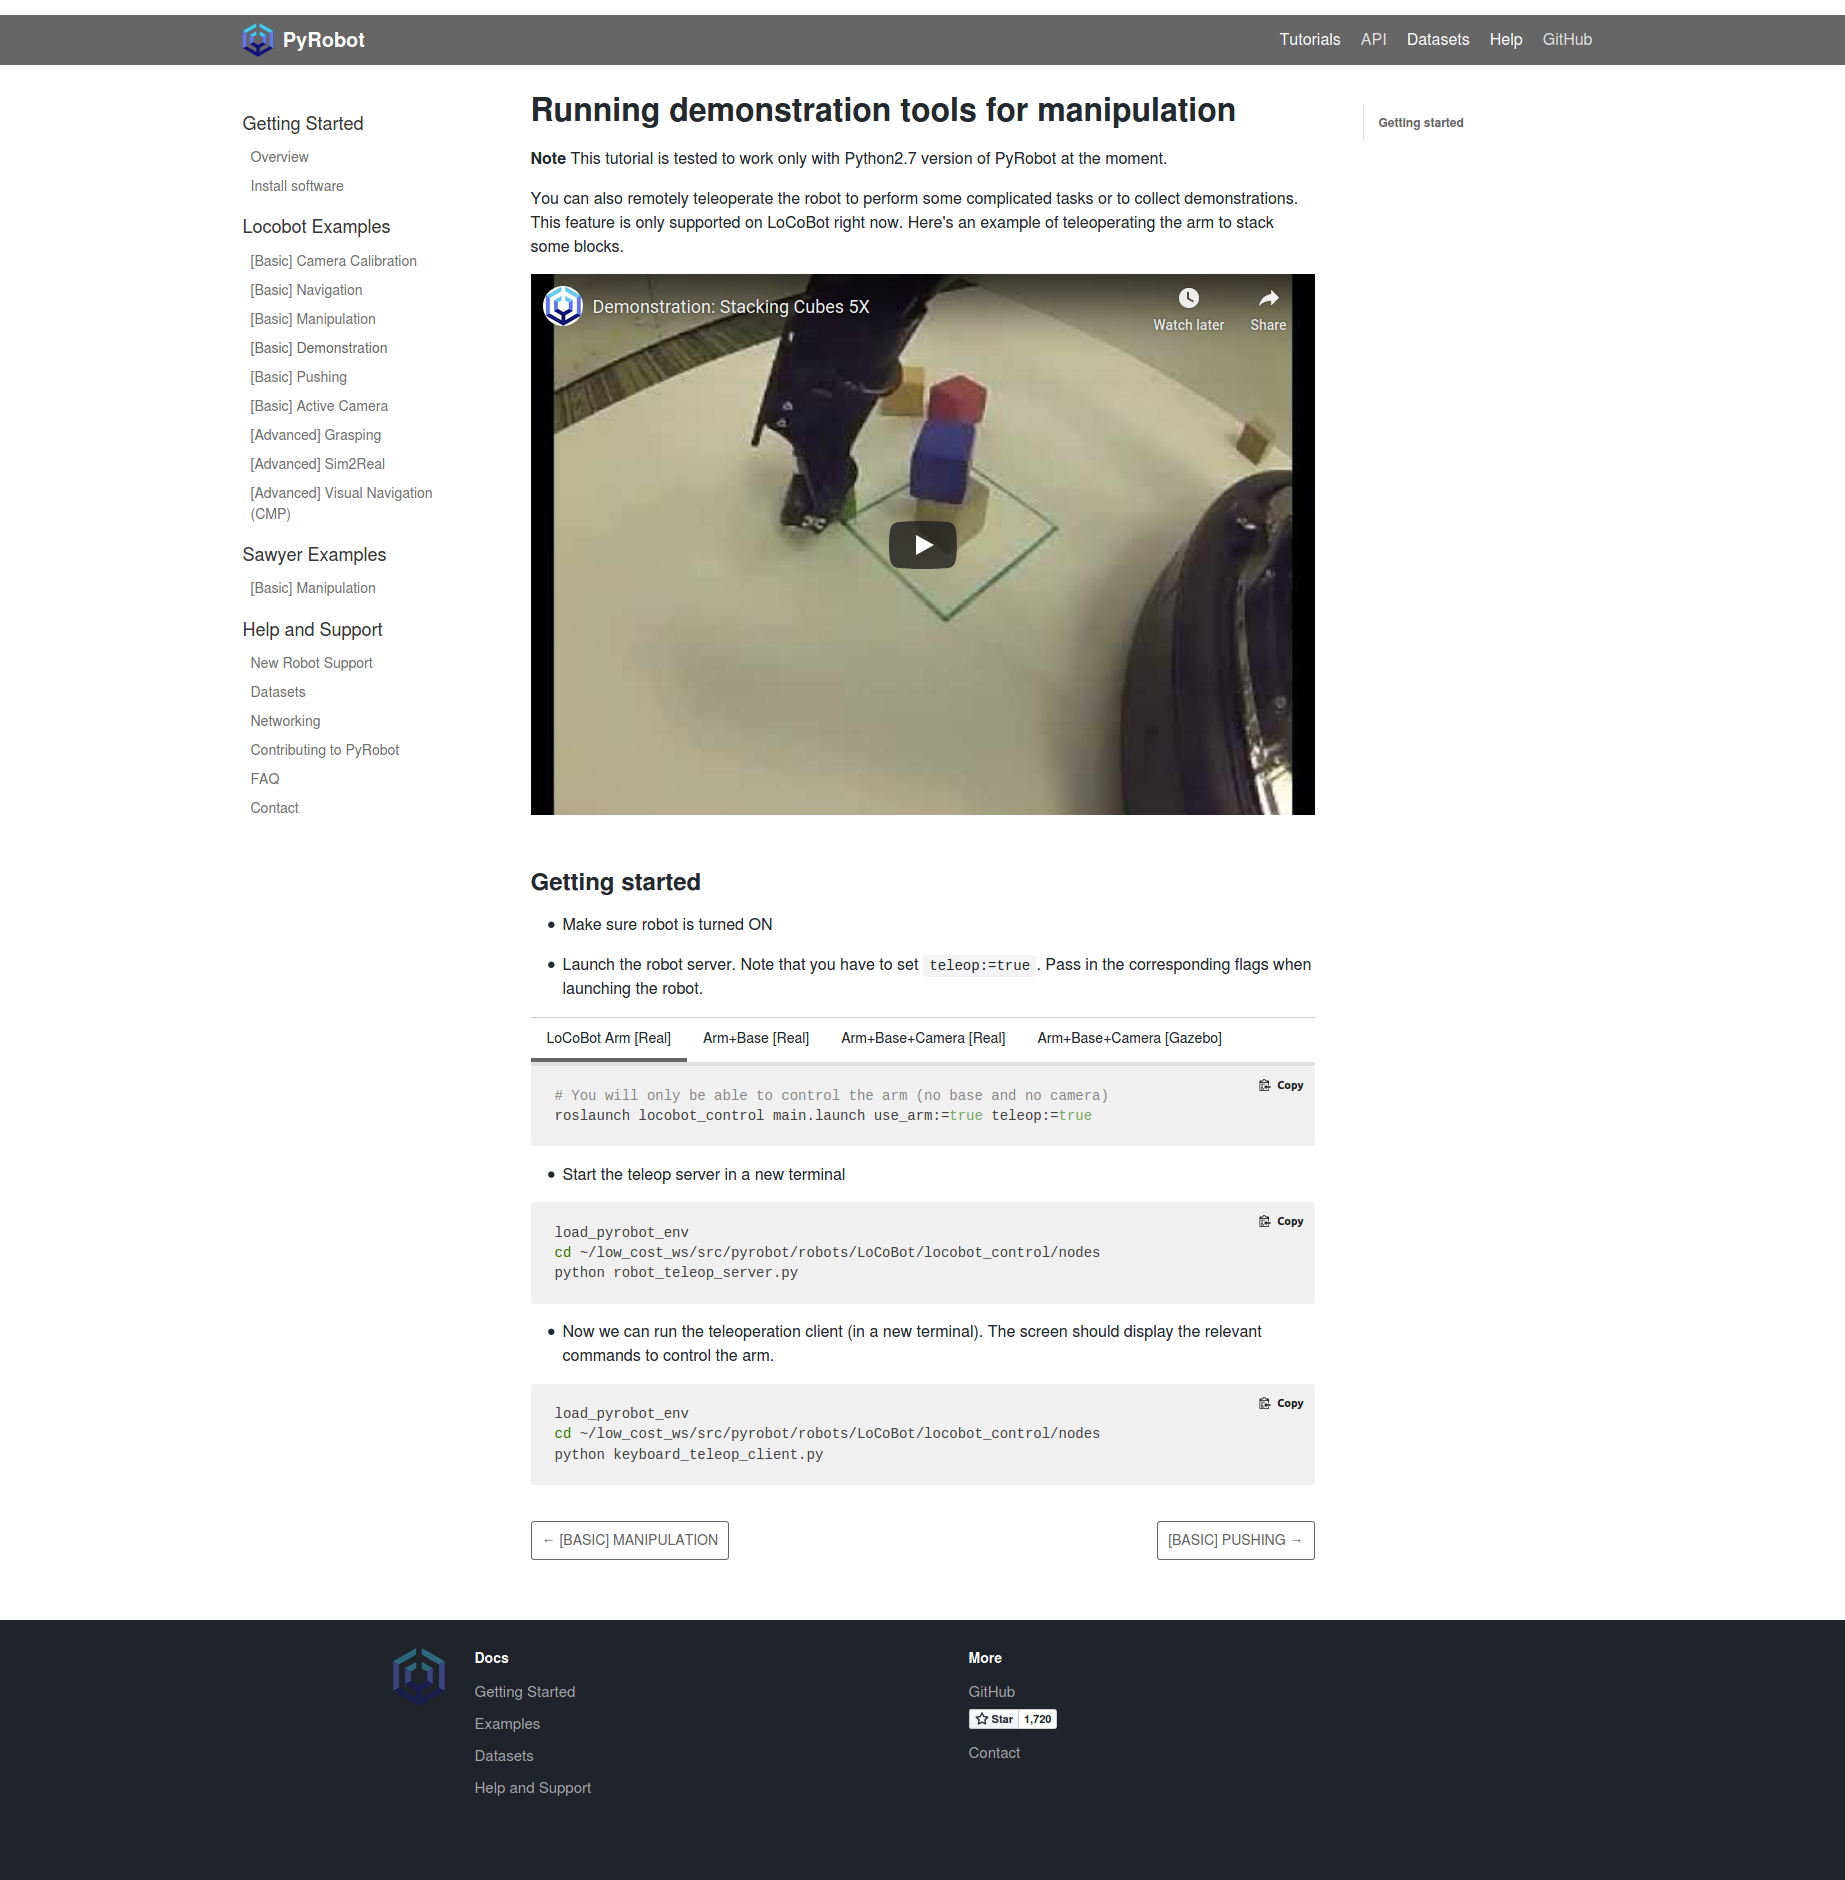 PyRobot
Tutorials API Datasets Help GitHub
Getting Started
Overview
Install software
Locobot Examples
[Basic] Camera Calibration
[Basic] Navigation
[Basic] Manipulation
[Basic] Demonstration
[Basic] Pushing
[Basic] Active Camera
[Advanced] Grasping
[Advanced] Sim2Real
[Advanced] Visual Navigation
(CMP)
Sawyer Examples
[Basic] Manipulation
Help and Support
New Robot Support
Datasets
Networking
Contributing to PyRobot
FAQ
Contact
Running demonstration tools for manipulation
Note This tutorial is tested to work only with Python2.7 version of PyRobot at the moment.
You can also remotely teleoperate the robot to perform some complicated tasks or to collect demonstrations.
This feature is only supported on LoCoBot right now. Here's an example of teleoperating the arm to stack
some blocks.
Demonstration: Stacking Cubes 5X
Watch later
Share
Getting started
• Make sure robot is turned ON
• Launch the robot server. Note that you have to set teleop:=true . Pass in the corresponding flags when
launching the robot.
LoCoBot Arm [Real] Arm+Base [Real] Arm+Base+Camera [Real] Arm+Base+Camera [Gazebo]
Copy
# You will only be able to control the arm (no base and no camera)
roslaunch locobot_control main.launch use_arm:=true teleop:=true
• Start the teleop server in a new terminal
Copy
load_pyrobot_env
cd ~/low_cost_ws/src/pyrobot/robots/LoCoBot/locobot_control/nodes
python robot_teleop_server.py
• Now we can run the teleoperation client (in a new terminal). The screen should display the relevant
commands to control the arm.
Copy
load_pyrobot_env
cd ~/low_cost_ws/src/pyrobot/robots/LoCoBot/locobot_control/nodes
python keyboard_teleop_client.py
← [BASIC] MANIPULATION
[BASIC] PUSHING →
Getting started
Docs
Getting Started
Examples
Datasets
Help and Support
More
GitHub
Star 1,720
Contact